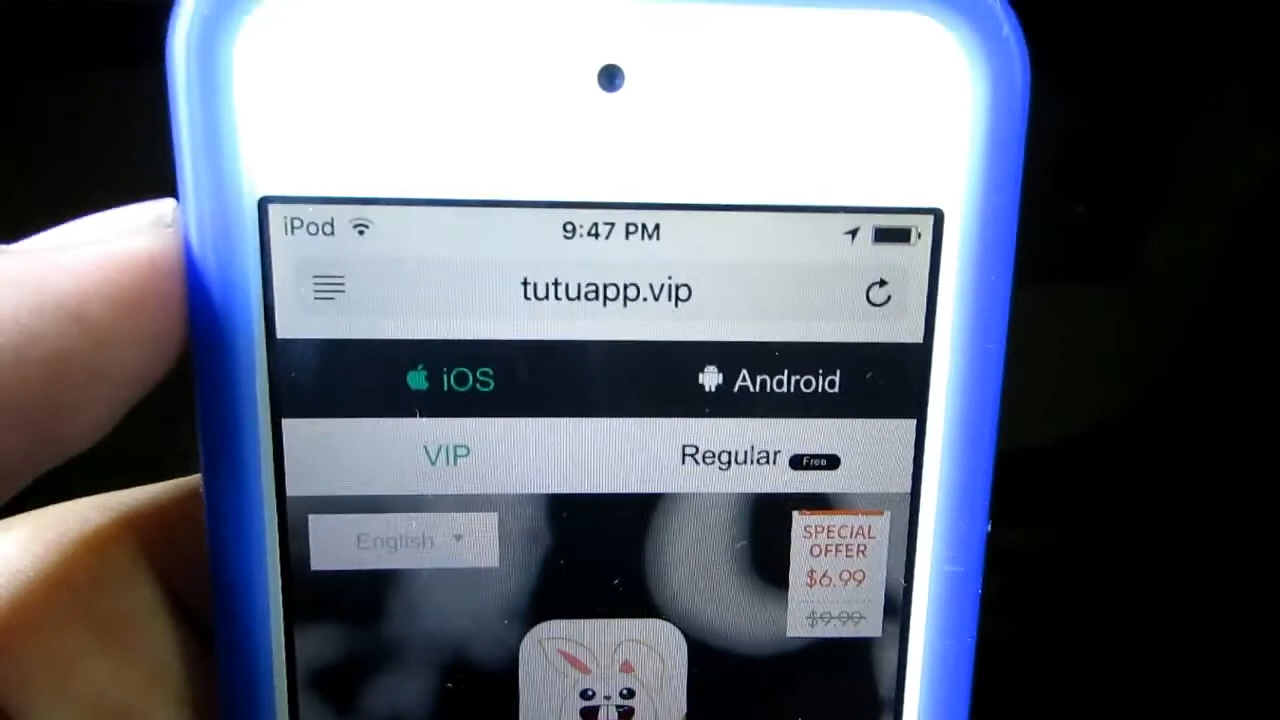 iPod 9:47 PM
tutuapp.vip
iOS Android
VIP Regular Free
English
SPECIAL
OFFER
$6.99
$9.99